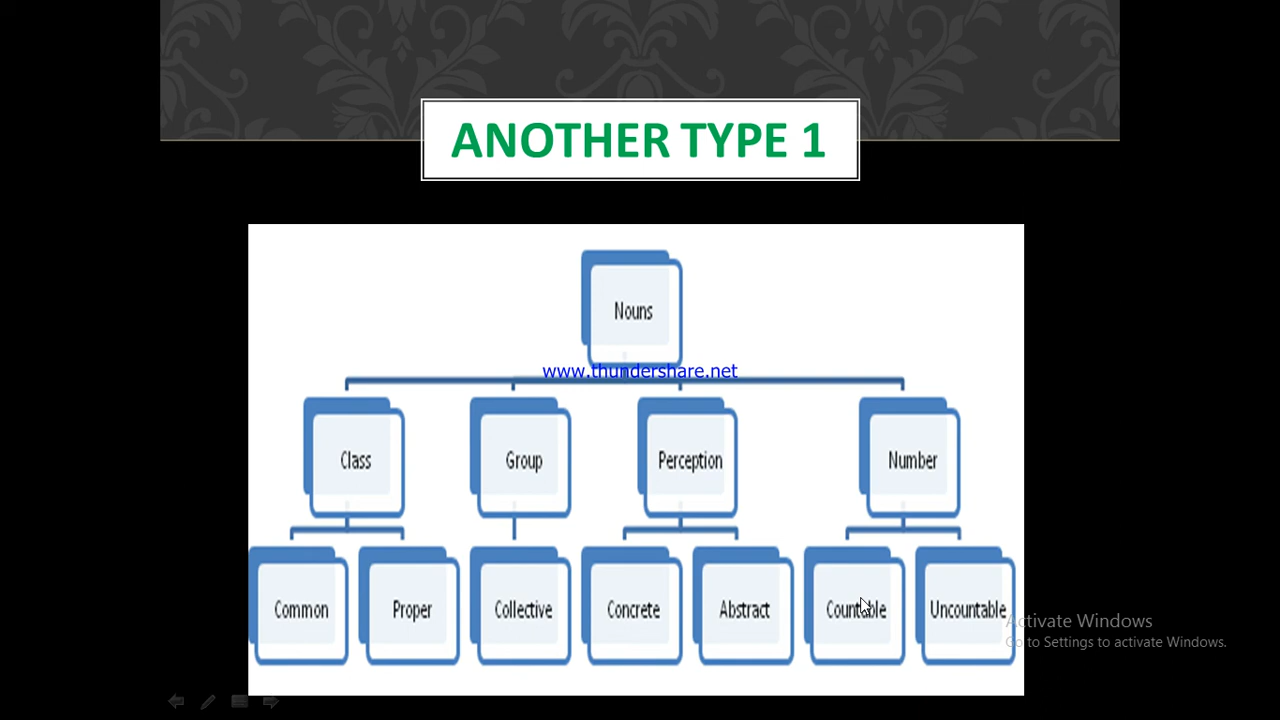 ANOTHER TYPE 1
Nouns
www.thundershare.net
Class
Group
Perception
Number
Common
Proper
Collective
Concrete
Abstract
Countable
Uncountable
Activate Windows
Go to Settings to activate Windows.